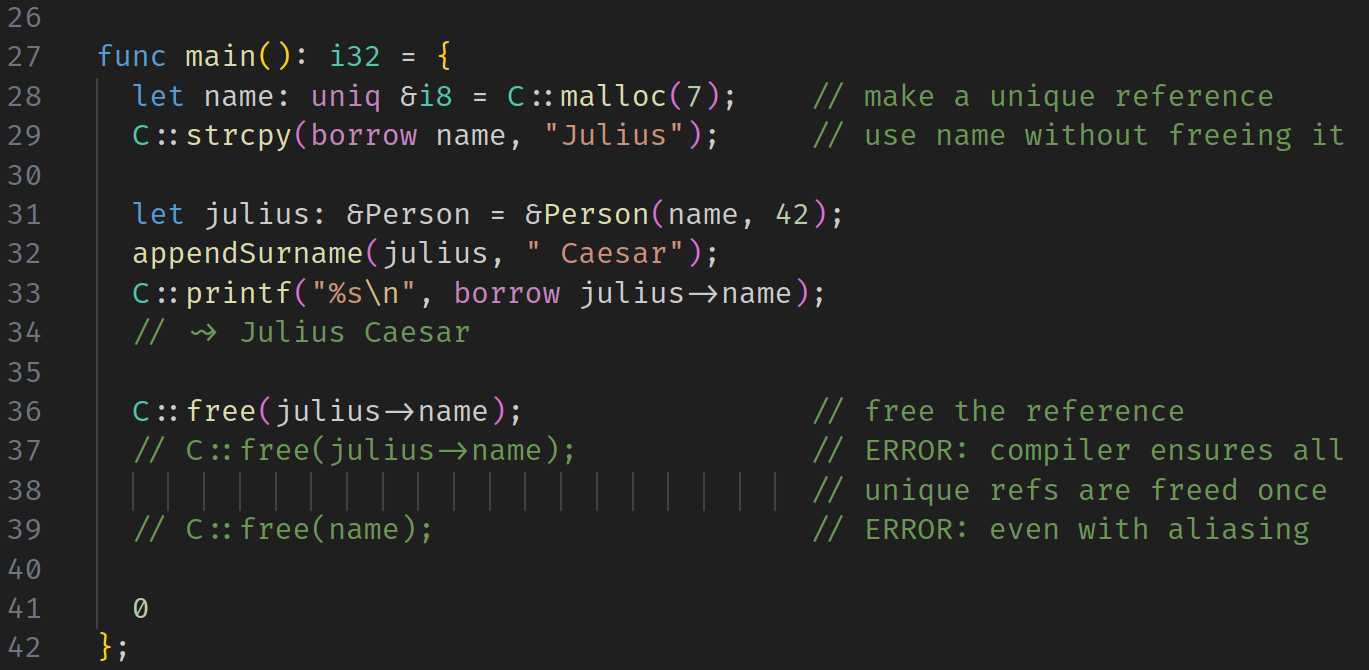 26
27 func main(): i32 = {
28 let name: uniq &i8 = C::malloc(7); // make a unique reference
29 C::strcpy(borrow name, "Julius"); // use name without freeing it
30
31 let julius: &Person = &Person(name, 42);
32 appendSurname(julius, " Caesar");
33 C::printf("%s\n", borrow julius->name);
34 // ⤳ Julius Caesar
35
36 C::free(julius->name); // free the reference
37 // C::free(julius->name); // ERROR: compiler ensures all
38 // unique refs are freed once
39 // C::free(name); // ERROR: even with aliasing
40
41 0
42 };